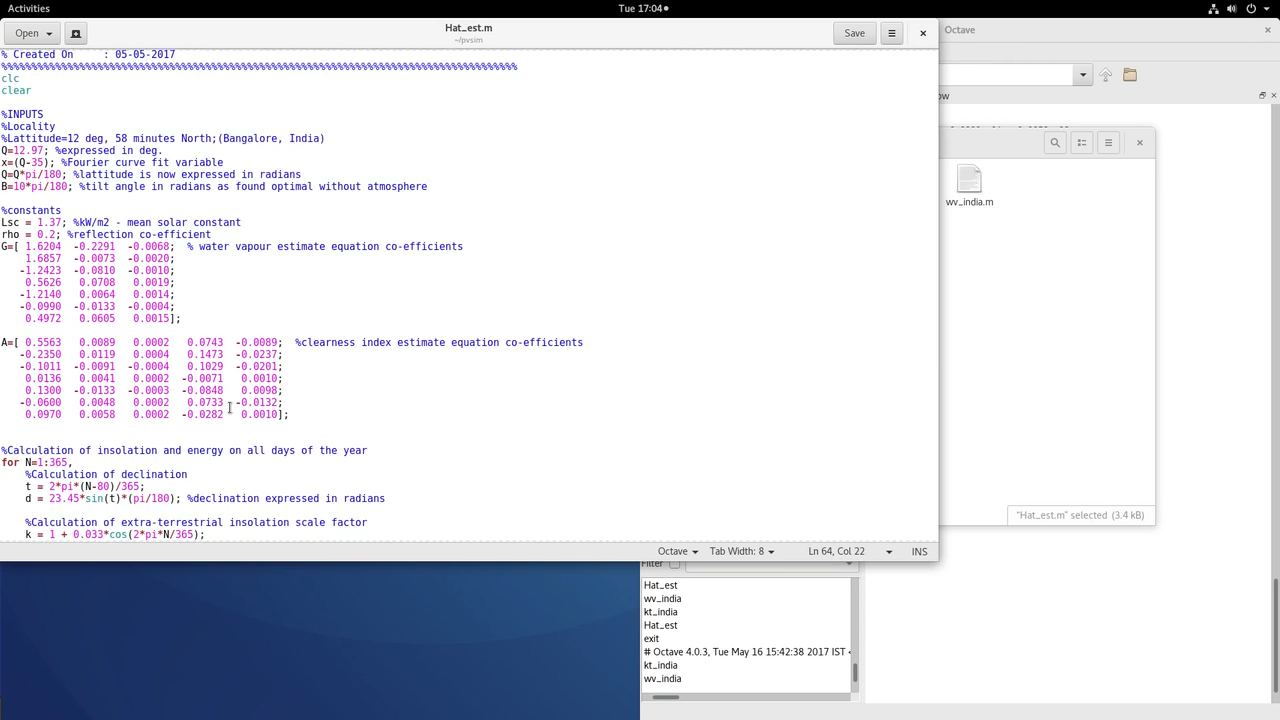 Activities
Tue 17:04
Open
Hat_est.m
~/pvsim
Save
Octave
% Created On     : 05-05-2017
%%%%%%%%%%%%%%%%%%%%%%%%%%%%%%%%%%%%%%%%%%%%%%%%%%%%%%%%%%%%%%%%%%%%%%%%%%%%%%%%%%%%%%%%
clc
clear
%INPUTS
%Locality
%Lattitude=12 deg, 58 minutes North;(Bangalore, India)
Q=12.97; %expressed in deg.
x=(Q-35); %Fourier curve fit variable
Q=Q*pi/180; %lattitude is now expressed in radians
B=10*pi/180; %tilt angle in radians as found optimal without atmosphere
%constants
Lsc = 1.37; %kW/m2 - mean solar constant
rho = 0.2; %reflection co-efficient
G=[ 1.6204   -0.2291  -0.0068;  % water vapour estimate equation co-efficients
    1.6857   -0.0073  -0.0020;
   -1.2423   -0.0810  -0.0010;
    0.5626   0.0708   0.0019;
   -1.2140   0.0064   0.0014;
   -0.0990   -0.0133  -0.0004;
    0.4972   0.0605   0.0015];
A=[ 0.5563   0.0089   0.0002   0.0743  -0.0089;  %clearness index estimate equation co-efficients
   -0.2350   0.0119   0.0004   0.1473  -0.0237;
   -0.1011  -0.0091  -0.0004   0.1029  -0.0201;
    0.0136   0.0041   0.0002  -0.0071   0.0010;
    0.1300  -0.0133  -0.0003  -0.0848   0.0098;
   -0.0600   0.0048   0.0002   0.0733  -0.0132;
    0.0970   0.0058   0.0002  -0.0282   0.0010];
%Calculation of insolation and energy on all days of the year
for N=1:365,
    %Calculation of declination
    t = 2*pi*(N-80)/365;
    d = 23.45*sin(t)*(pi/180); %declination expressed in radians
    %Calculation of extra-terrestrial insolation scale factor
    k = 1 + 0.033*cos(2*pi*N/365);
Octave
Tab Width: 8
Ln 64, Col 22
INS
wv_india.m
"Hat_est.m" selected (3.4 kB)
Filter
Hat_est
wv_india
kt_india
Hat_est
exit
# Octave 4.0.3, Tue May 16 15:42:38 2017 IST
kt_india
wv_india